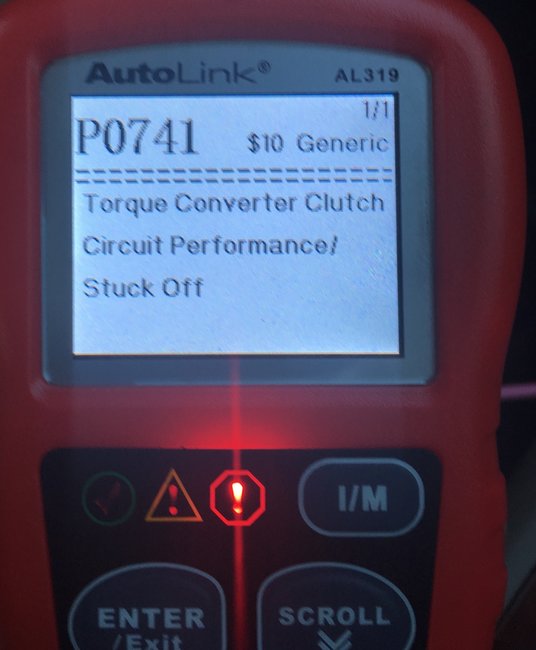 AutoLink® AL319
1/1
P0741 $10 Generic
====================
Torque Converter Clutch
Circuit Performance/
Stuck Off
! !
I/M
ENTER
/Exit
SCROLL